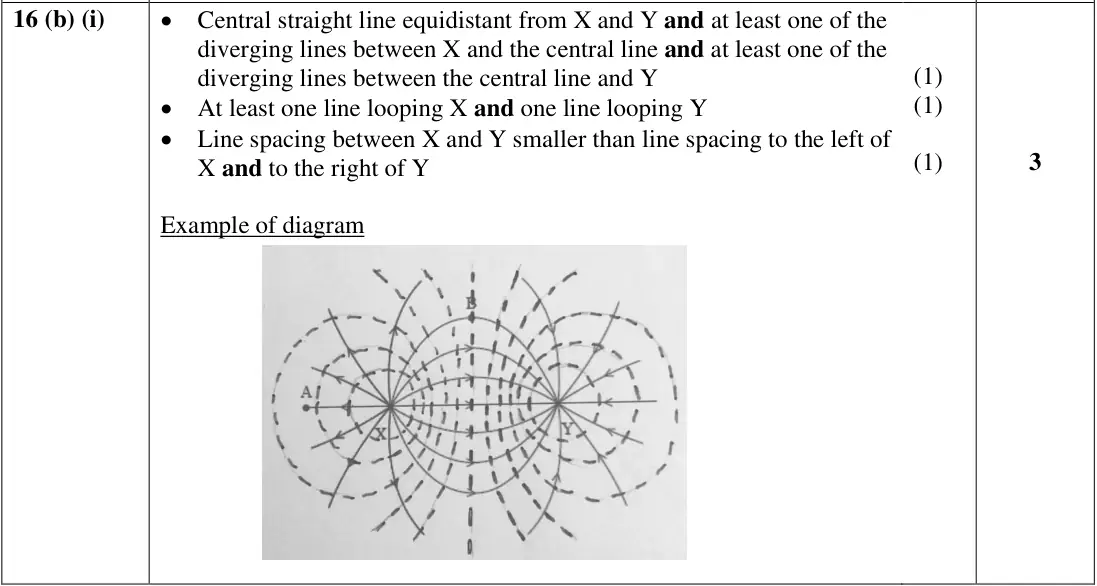 16 (b) (i)
• Central straight line equidistant from X and Y and at least one of the
diverging lines between X and the central line and at least one of the
diverging lines between the central line and Y (1)
• At least one line looping X and one line looping Y (1)
• Line spacing between X and Y smaller than line spacing to the left of
X and to the right of Y (1) 3
Example of diagram
B
A
X Y